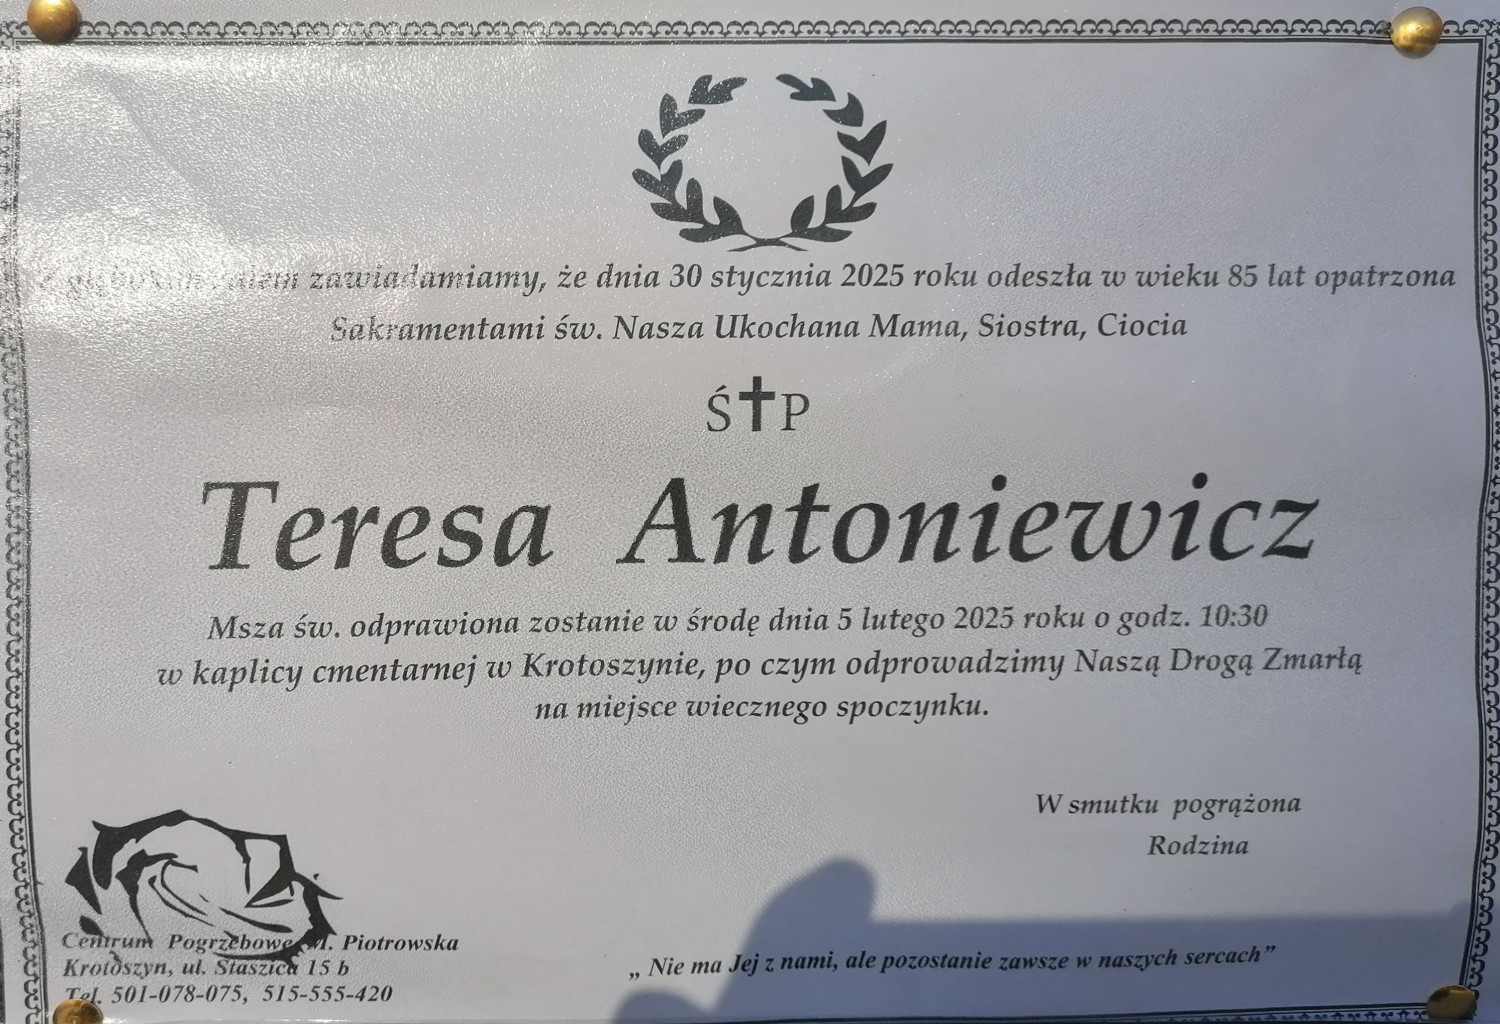 Z głębokim żalem zawiadamiamy, że dnia 30 stycznia 2025 roku odeszła w wieku 85 lat opatrzona
Sakramentami św. Nasza Ukochana Mama, Siostra, Ciocia
Ś✝P
Teresa Antoniewicz
Msza św. odprawiona zostanie w środę dnia 5 lutego 2025 roku o godz. 10:30
w kaplicy cmentarnej w Krotoszynie, po czym odprowadzimy Naszą Drogą Zmarłą
na miejsce wiecznego spoczynku.
W smutku pogrążona
Rodzina
Centrum Pogrzebowe M. Piotrowska
Krotoszyn, ul. Staszica 15 b
Tel. 501-078-075, 515-555-420
„ Nie ma Jej z nami, ale pozostanie zawsze w naszych sercach”